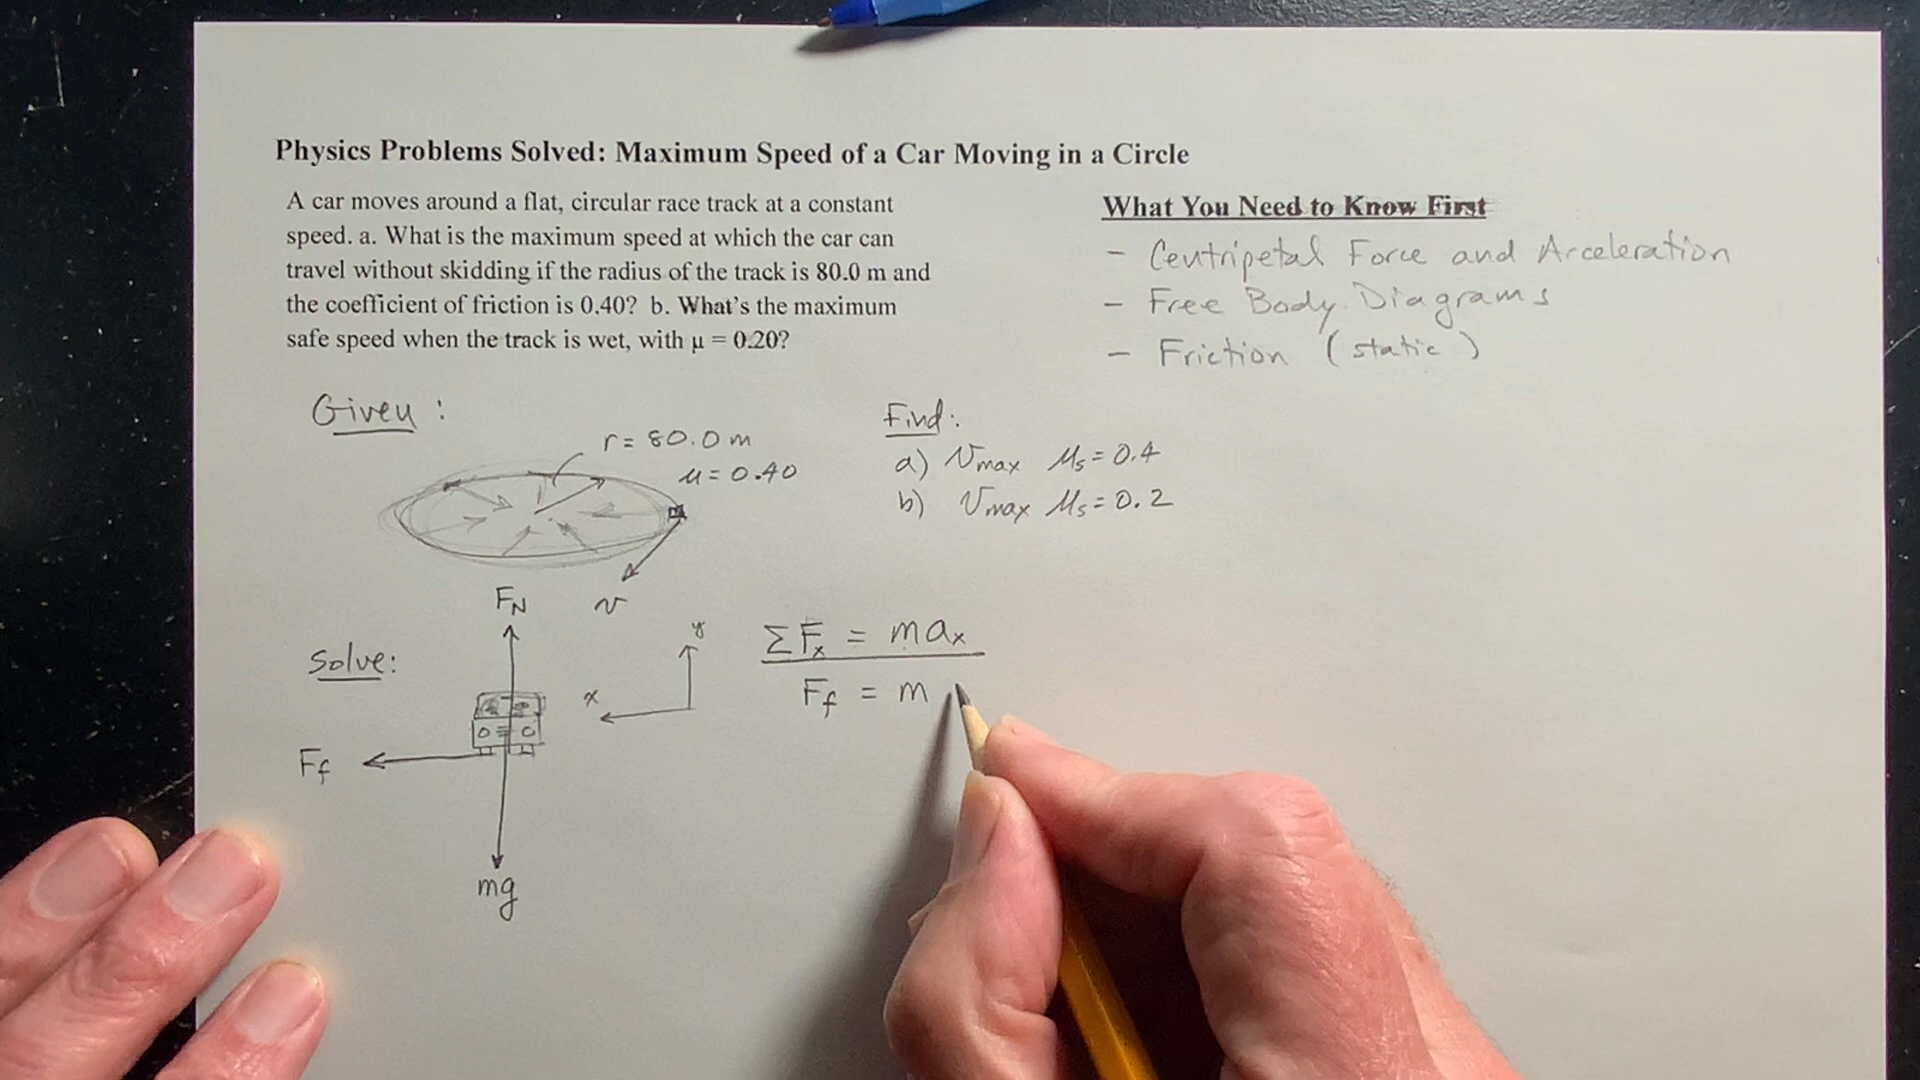 Physics Problems Solved: Maximum Speed of a Car Moving in a Circle
A car moves around a flat, circular race track at a constant
speed. a. What is the maximum speed at which the car can
travel without skidding if the radius of the track is 80.0 m and
the coefficient of friction is 0.40? b. What's the maximum
safe speed when the track is wet, with μ = 0.20?
What You Need to Know First
- Centripetal Force and Acceleration
- Free Body Diagrams
- Friction (static)
Given:
r = 80.0 m
μ = 0.40
v
Find:
a) vmax μs = 0.4
b) vmax μs = 0.2
Solve:
FN
Ff
mg
y
x
ΣFx = max
Ff = m